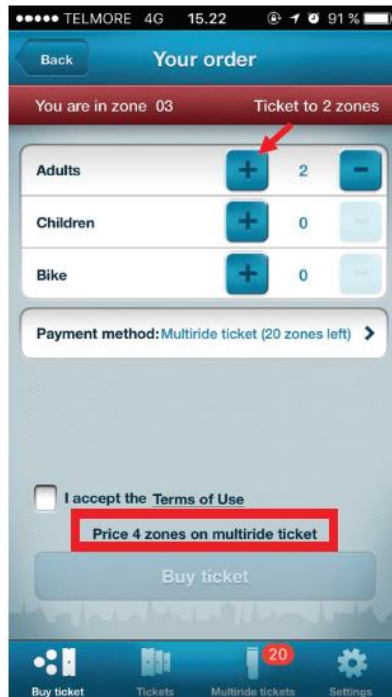 TELMORE 4G 15.22 91 %
Back Your order
You are in zone 03 Ticket to 2 zones
Adults + 2 -
Children + 0 -
Bike + 0 -
Payment method: Multiride ticket (20 zones left) >
I accept the Terms of Use
Price 4 zones on multiride ticket
Buy ticket
20
Buy ticket Tickets Multiride tickets Settings